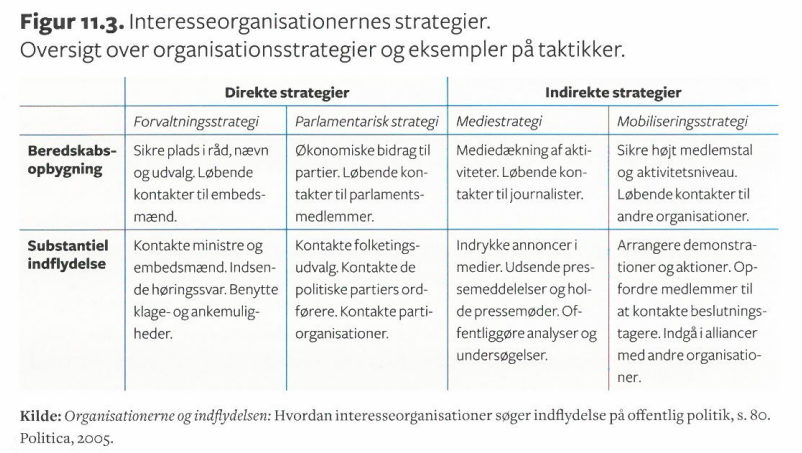 Figur 11.3. Interesseorganisationernes strategier.
Oversigt over organisationsstrategier og eksempler på taktikker.
Direkte strategier
Indirekte strategier
Forvaltningsstrategi
Parlamentarisk strategi
Mediestrategi
Mobiliseringsstrategi
Beredskabs-
opbygning
Sikre plads i råd, nævn
og udvalg. Løbende
kontakter til embeds-
mænd.
Økonomiske bidrag til
partier. Løbende kon-
takter til parlaments-
medlemmer.
Mediedækning af akti-
viteter. Løbende kon-
takter til journalister.
Sikre højt medlemstal
og aktivitetsniveau.
Løbende kontakter til
andre organisationer.
Substantiel
indflydelse
Kontakte ministre og
embedsmænd. Indsen-
de høringssvar. Benytte
klage- og ankemulig-
heder.
Kontakte folketings-
udvalg. Kontakte de
politiske partiers ord-
førere. Kontakte parti-
organisationer.
Indrykke annoncer i
medier. Udsende pres-
semeddelelser og hol-
de pressemøder. Of-
fentliggøre analyser og
undersøgelser.
Arrangere demonstra-
tioner og aktioner. Op-
fordre medlemmer til
at kontakte beslutnings-
tagere. Indgå i alliancer
med andre organisatio-
ner.
Kilde: Organisationerne og indflydelsen: Hvordan interesseorganisationer søger indflydelse på offentlig politik, s. 80.
Politica, 2005.